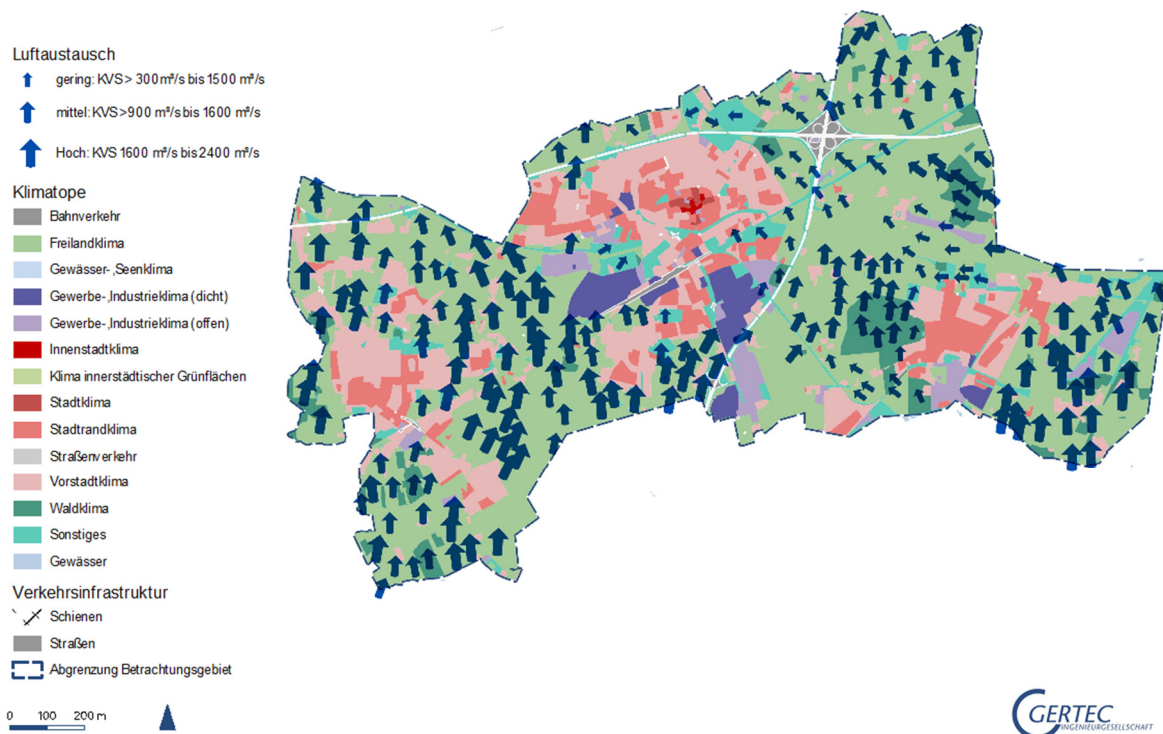 Luftaustausch
gering: KVS > 300 m³/s bis 1500 m³/s
mittel: KVS >900 m³/s bis 1600 m³/s
Hoch: KVS 1600 m³/s bis 2400 m³/s
Klimatope
Bahnverkehr
Freilandklima
Gewässer-,Seenklima
Gewerbe-,Industrieklima (dicht)
Gewerbe-,Industrieklima (offen)
Innenstadtklima
Klima innerstädtischer Grünflächen
Stadtklima
Stadtrandklima
Straßenverkehr
Vorstadtklima
Waldklima
Sonstiges
Gewässer
Verkehrsinfrastruktur
Schienen
Straßen
Abgrenzung Betrachtungsgebiet
0 100 200 m
GERTEC
INGENIEURGESELLSCHAFT